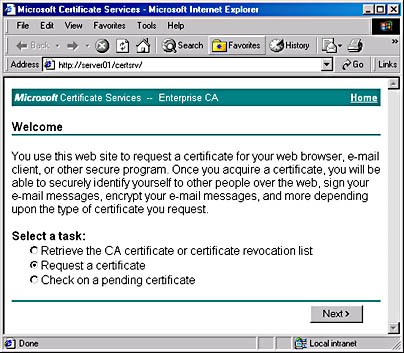 Microsoft Certificate Services - Microsoft Internet Explorer
File Edit View Favorites Tools Help
Back Search Favorites History
Address http://server01/certsrv/ Go Links
Microsoft Certificate Services -- Enterprise CA Home
Welcome
You use this web site to request a certificate for your web browser, e-mail
client, or other secure program. Once you acquire a certificate, you will be
able to securely identify yourself to other people over the web, sign your
e-mail messages, encrypt your e-mail messages, and more depending
upon the type of certificate you request.
Select a task:
Retrieve the CA certificate or certificate revocation list
Request a certificate
Check on a pending certificate
Next >
Done Local intranet